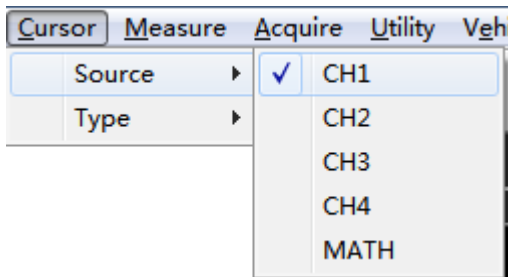 Cursor Measure Acquire Utility Veh
Source CH1
Type CH2
CH3
CH4
MATH